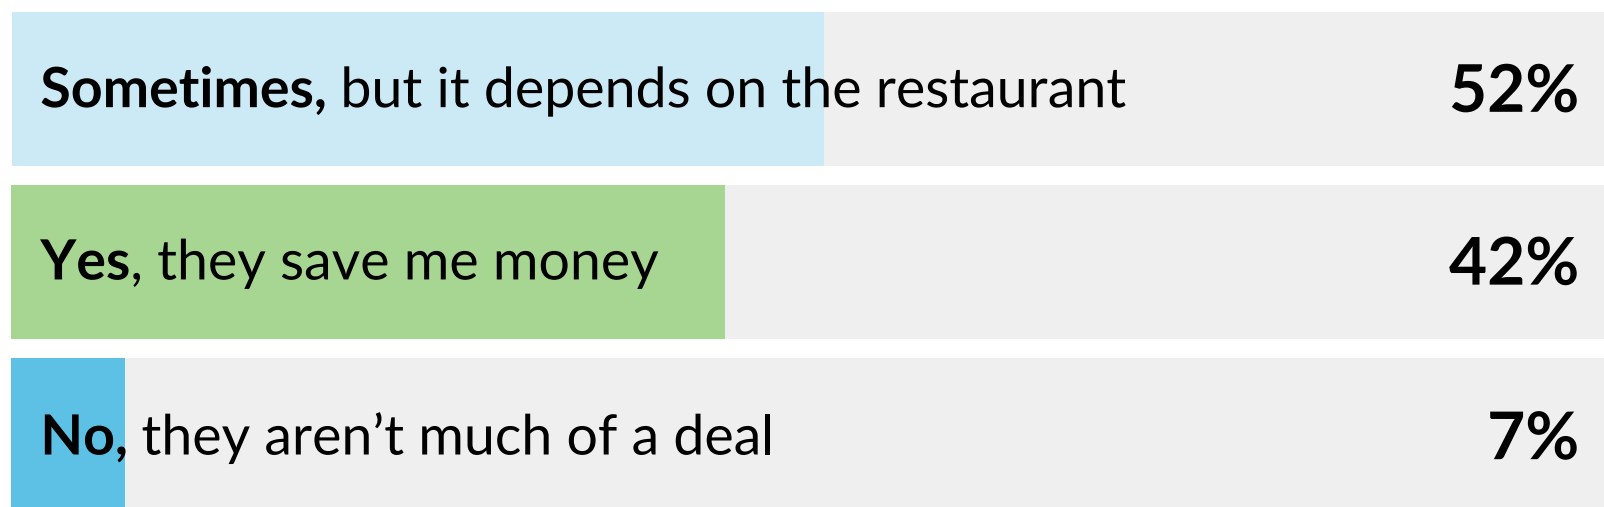 Sometimes, but it depends on the restaurant 52%
Yes, they save me money 42%
No, they aren’t much of a deal 7%